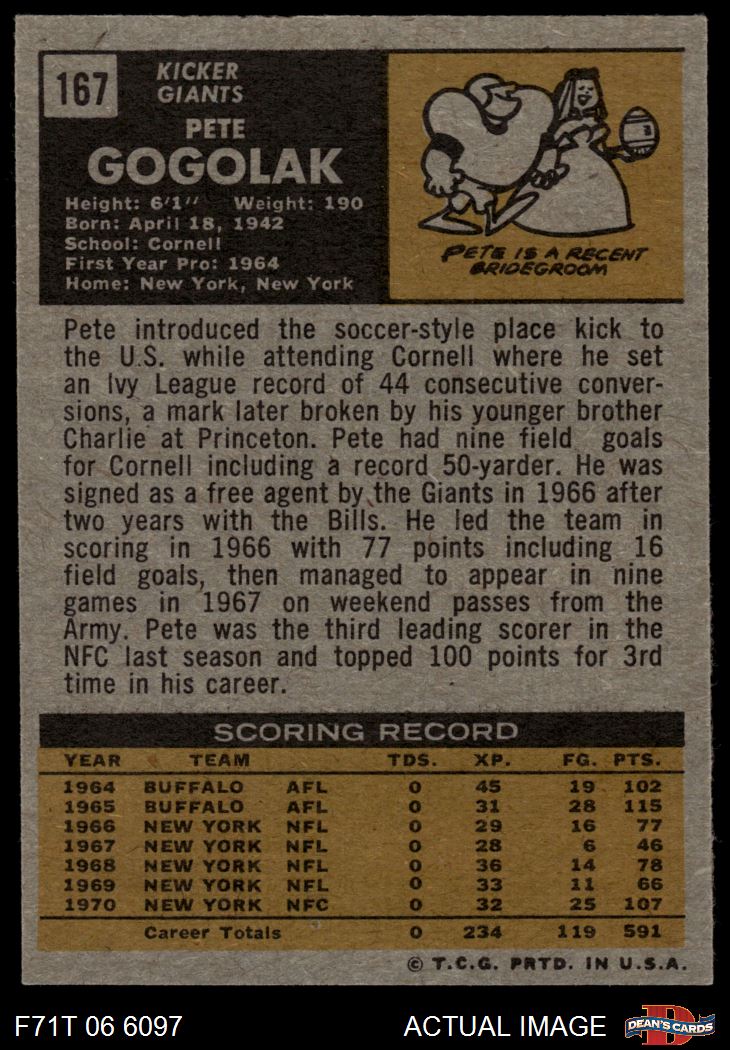 167
KICKER
GIANTS
PETE
GOGOLAK
Height: 6'1" Weight: 190
Born: April 18, 1942
School: Cornell
First Year Pro: 1964
Home: New York, New York
PETE IS A RECENT
BRIDEGROOM
Pete introduced the soccer-style place kick to
the U.S. while attending Cornell where he set
an Ivy League record of 44 consecutive conver-
sions, a mark later broken by his younger brother
Charlie at Princeton. Pete had nine field goals
for Cornell including a record 50-yarder. He was
signed as a free agent by the Giants in 1966 after
two years with the Bills. He led the team in
scoring in 1966 with 77 points including 16
field goals, then managed to appear in nine
games in 1967 on weekend passes from the
Army. Pete was the third leading scorer in the
NFC last season and topped 100 points for 3rd
time in his career.
SCORING RECORD
YEAR TEAM TDS. XP. FG. PTS.
1964 BUFFALO AFL 0 45 19 102
1965 BUFFALO AFL 0 31 28 115
1966 NEW YORK NFL 0 29 16 77
1967 NEW YORK NFL 0 28 6 46
1968 NEW YORK NFL 0 36 14 78
1969 NEW YORK NFL 0 33 11 66
1970 NEW YORK NFC 0 32 25 107
Career Totals 0 234 119 591
© T.C.G. PRTD. IN U.S.A.
F71T 06 6097 ACTUAL IMAGE
D
DEAN'S CARDS